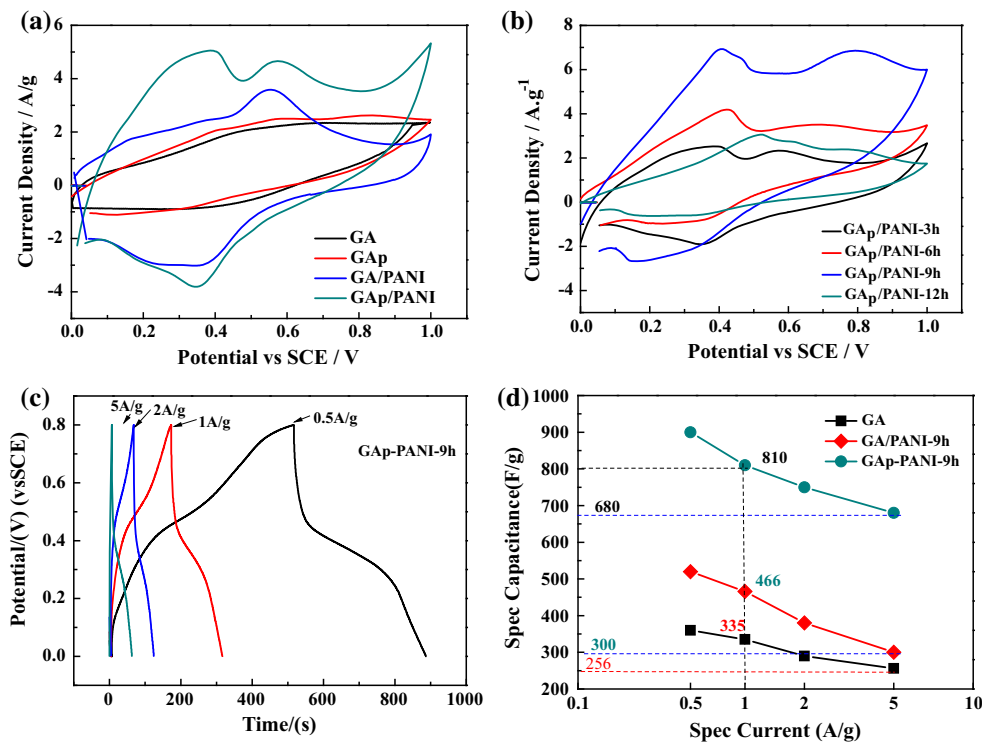 (a)
6
4
2
0
-2
-4
Current Density / A/g
0.0 0.2 0.4 0.6 0.8 1.0
Potential vs SCE / V
GA
GAp
GA/PANI
GAp/PANI
(b)
8
6
4
2
0
-2
-4
Current Density / A.g⁻¹
0.0 0.2 0.4 0.6 0.8 1.0
Potential vs SCE / V
GAp/PANI-3h
GAp/PANI-6h
GAp/PANI-9h
GAp/PANI-12h
(c)
5A/g 2A/g 1A/g 0.5A/g
GAp-PANI-9h
0.8
0.6
0.4
0.2
0.0
Potential/(V) (vsSCE)
0 200 400 600 800 1000
Time/(s)
(d)
1000
900
800
700
600
500
400
300
200
Spec Capacitance(F/g)
GA
GA/PANI-9h
GAp-PANI-9h
810
680
466
335
300
256
0.1 0.5 1 2 5 10
Spec Current (A/g)